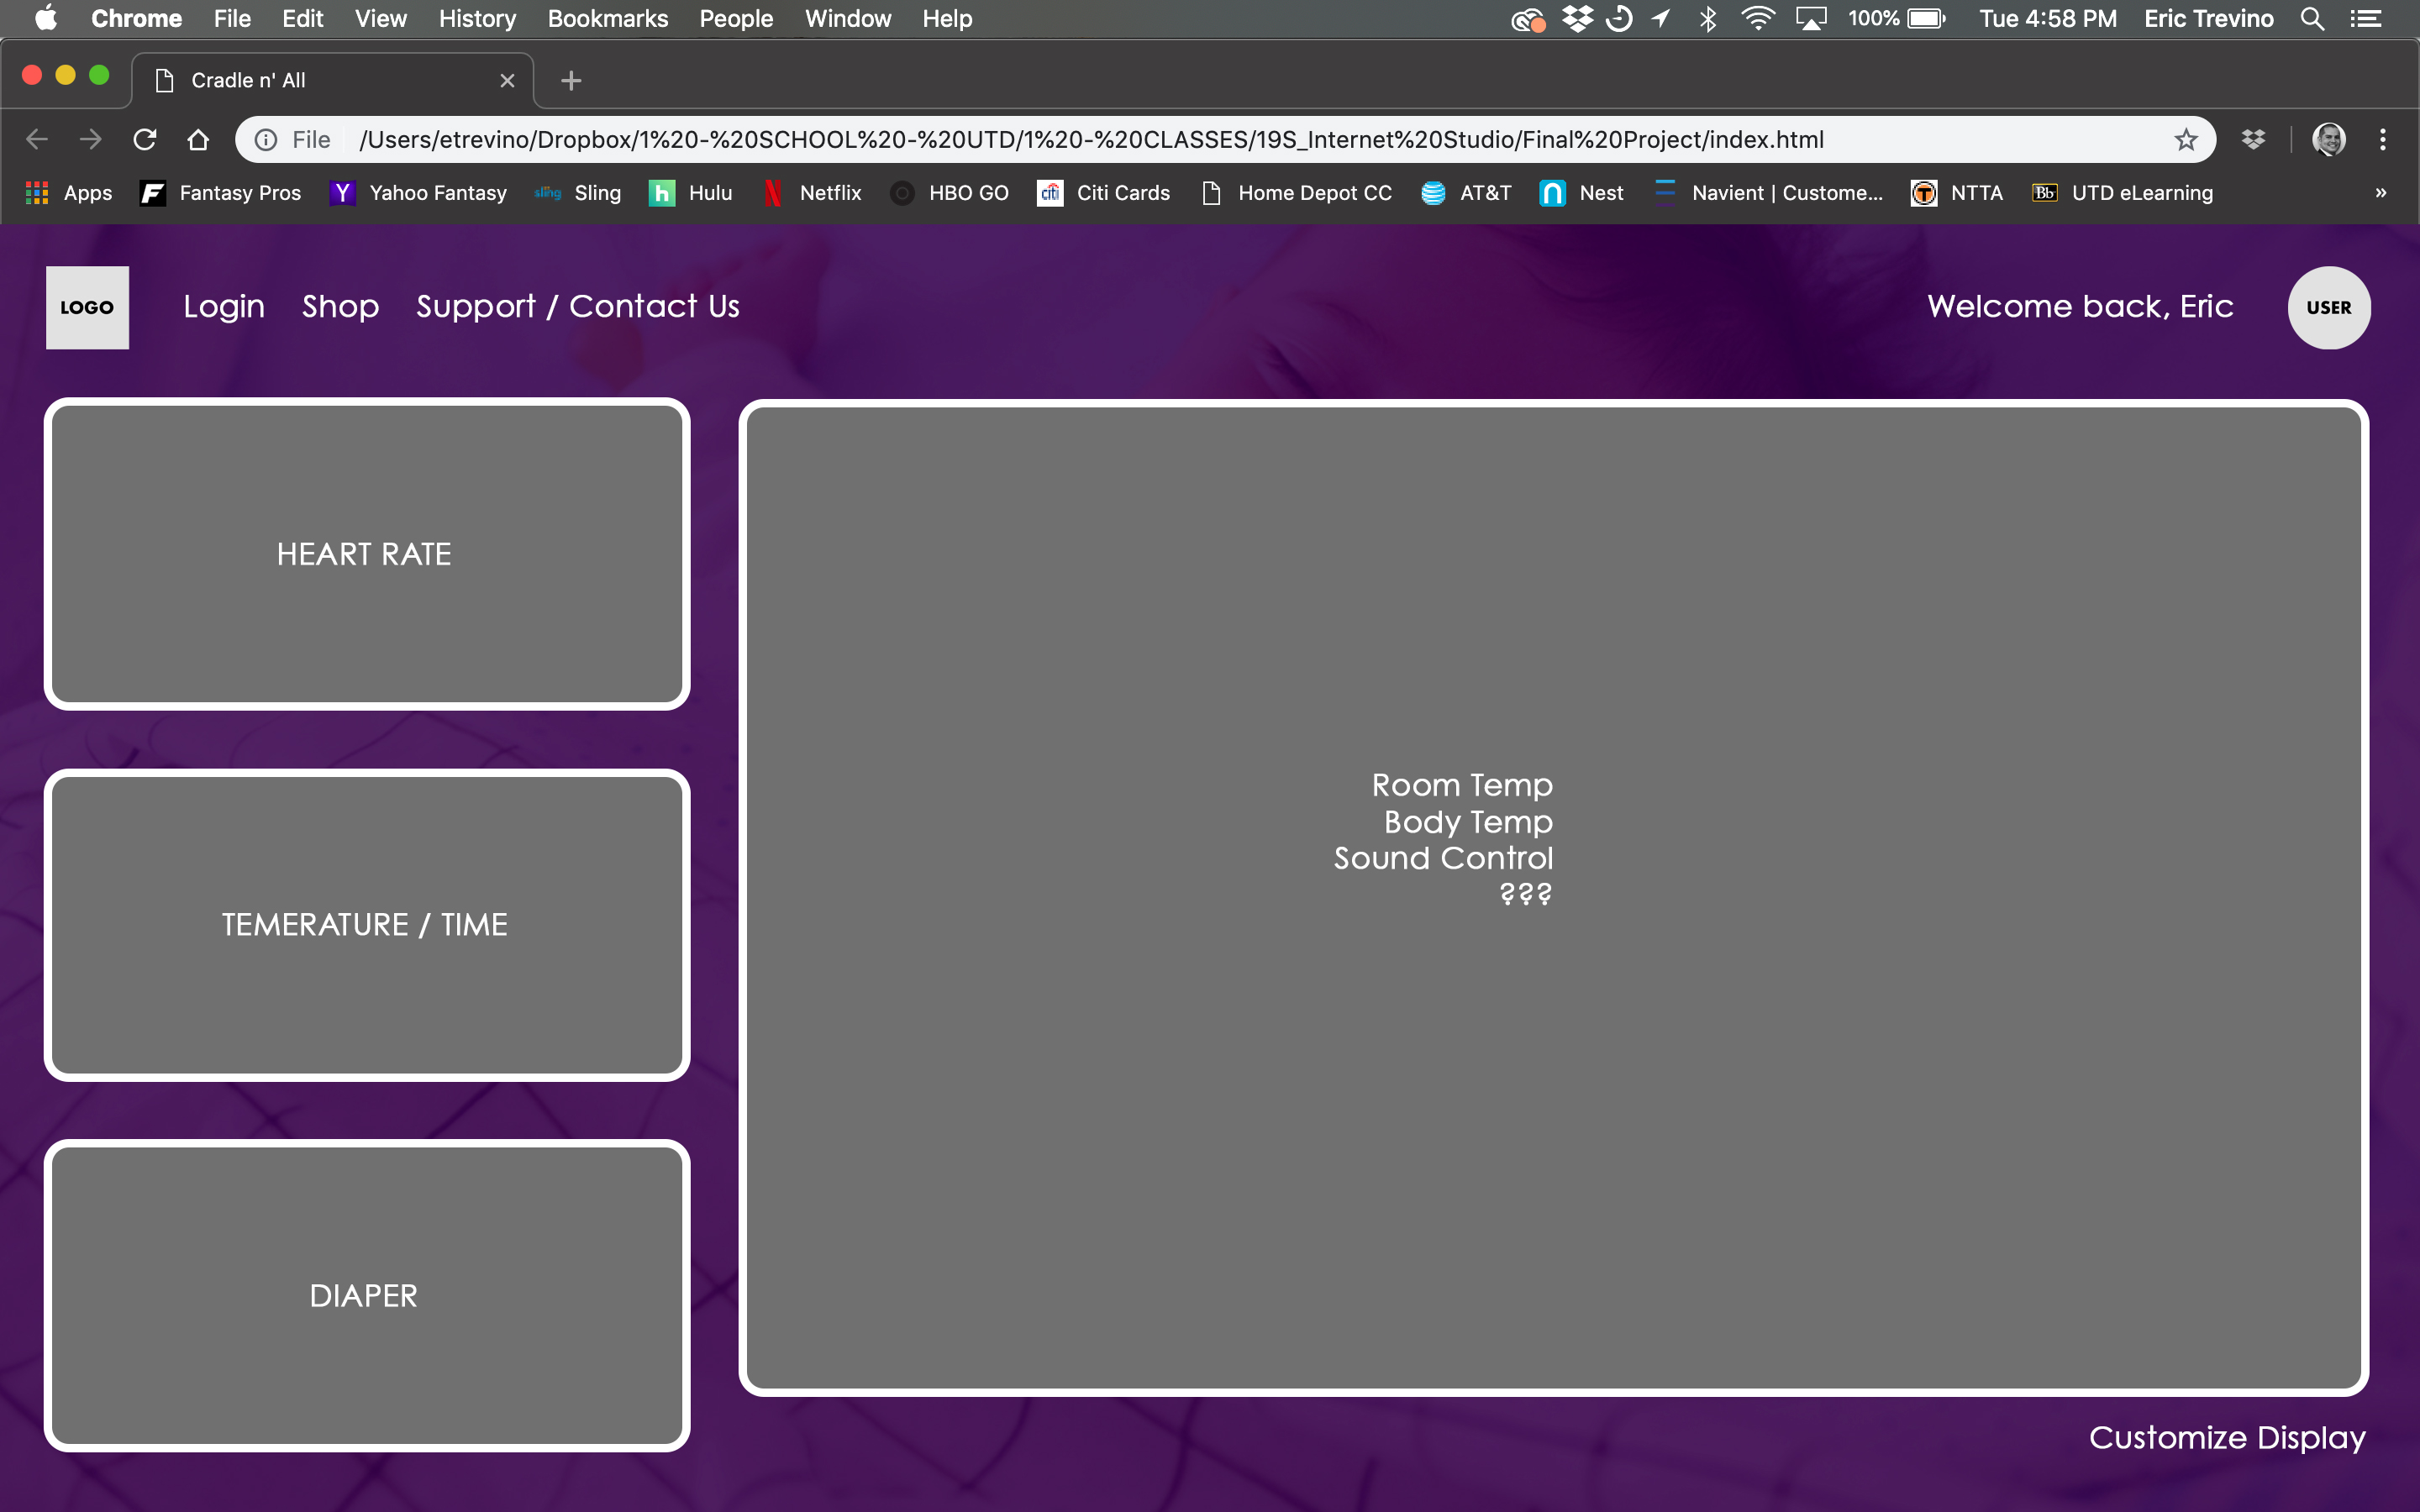 Chrome File Edit View History Bookmarks People Window Help 100% Tue 4:58 PM Eric Trevino
Cradle n' All
File /Users/etrevino/Dropbox/1%20-%20SCHOOL%20-%20UTD/1%20-%20CLASSES/19S_Internet%20Studio/Final%20Project/index.html
Apps Fantasy Pros Yahoo Fantasy sling Sling Hulu Netflix HBO GO citi Citi Cards Home Depot CC AT&T Nest Navient | Custome... NTTA Bb UTD eLearning »
LOGO Login Shop Support / Contact Us Welcome back, Eric USER
HEART RATE
TEMERATURE / TIME
DIAPER
Room Temp
Body Temp
Sound Control
???
Customize Display